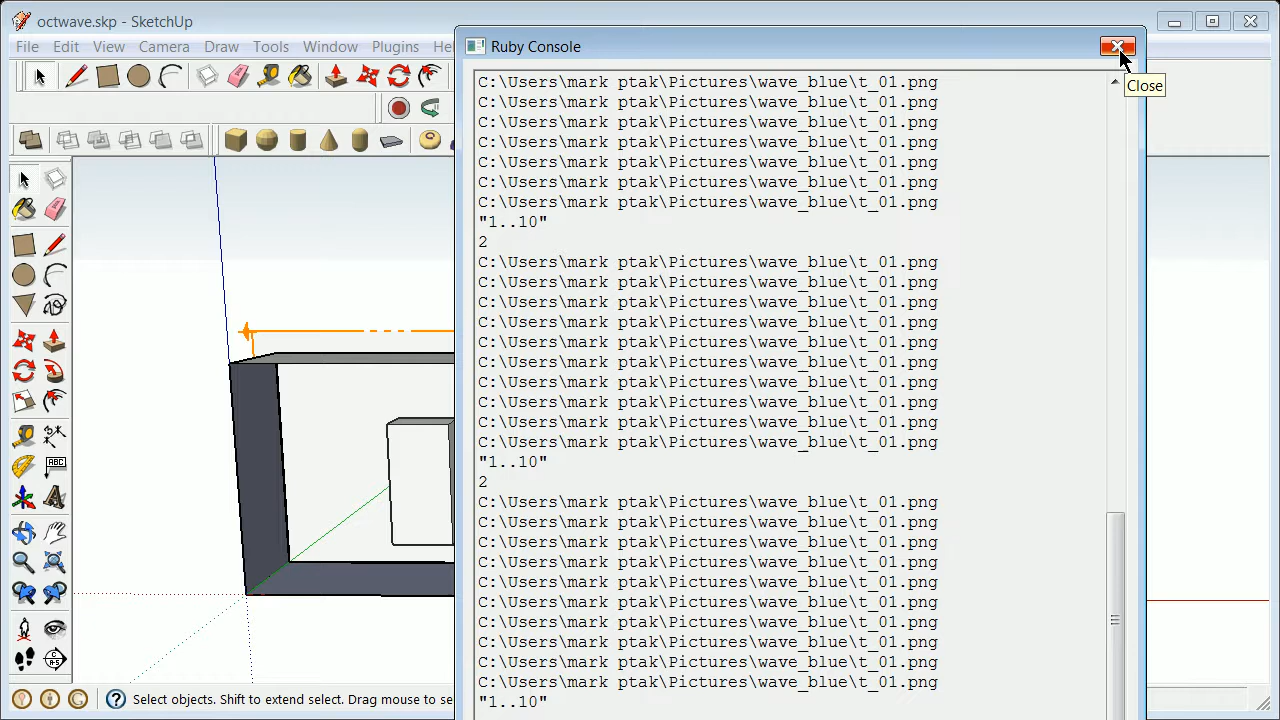 octwave.skp - SketchUp
File Edit View Camera Draw Tools Window Plugins He
Ruby Console
Close
C:\Users\mark ptak\Pictures\wave_blue\t_01.png
C:\Users\mark ptak\Pictures\wave_blue\t_01.png
C:\Users\mark ptak\Pictures\wave_blue\t_01.png
C:\Users\mark ptak\Pictures\wave_blue\t_01.png
C:\Users\mark ptak\Pictures\wave_blue\t_01.png
C:\Users\mark ptak\Pictures\wave_blue\t_01.png
C:\Users\mark ptak\Pictures\wave_blue\t_01.png
"1..10"
2
C:\Users\mark ptak\Pictures\wave_blue\t_01.png
C:\Users\mark ptak\Pictures\wave_blue\t_01.png
C:\Users\mark ptak\Pictures\wave_blue\t_01.png
C:\Users\mark ptak\Pictures\wave_blue\t_01.png
C:\Users\mark ptak\Pictures\wave_blue\t_01.png
C:\Users\mark ptak\Pictures\wave_blue\t_01.png
C:\Users\mark ptak\Pictures\wave_blue\t_01.png
C:\Users\mark ptak\Pictures\wave_blue\t_01.png
C:\Users\mark ptak\Pictures\wave_blue\t_01.png
C:\Users\mark ptak\Pictures\wave_blue\t_01.png
"1..10"
2
C:\Users\mark ptak\Pictures\wave_blue\t_01.png
C:\Users\mark ptak\Pictures\wave_blue\t_01.png
C:\Users\mark ptak\Pictures\wave_blue\t_01.png
C:\Users\mark ptak\Pictures\wave_blue\t_01.png
C:\Users\mark ptak\Pictures\wave_blue\t_01.png
C:\Users\mark ptak\Pictures\wave_blue\t_01.png
C:\Users\mark ptak\Pictures\wave_blue\t_01.png
C:\Users\mark ptak\Pictures\wave_blue\t_01.png
C:\Users\mark ptak\Pictures\wave_blue\t_01.png
C:\Users\mark ptak\Pictures\wave_blue\t_01.png
"1..10"
ABC
Select objects. Shift to extend select. Drag mouse to se